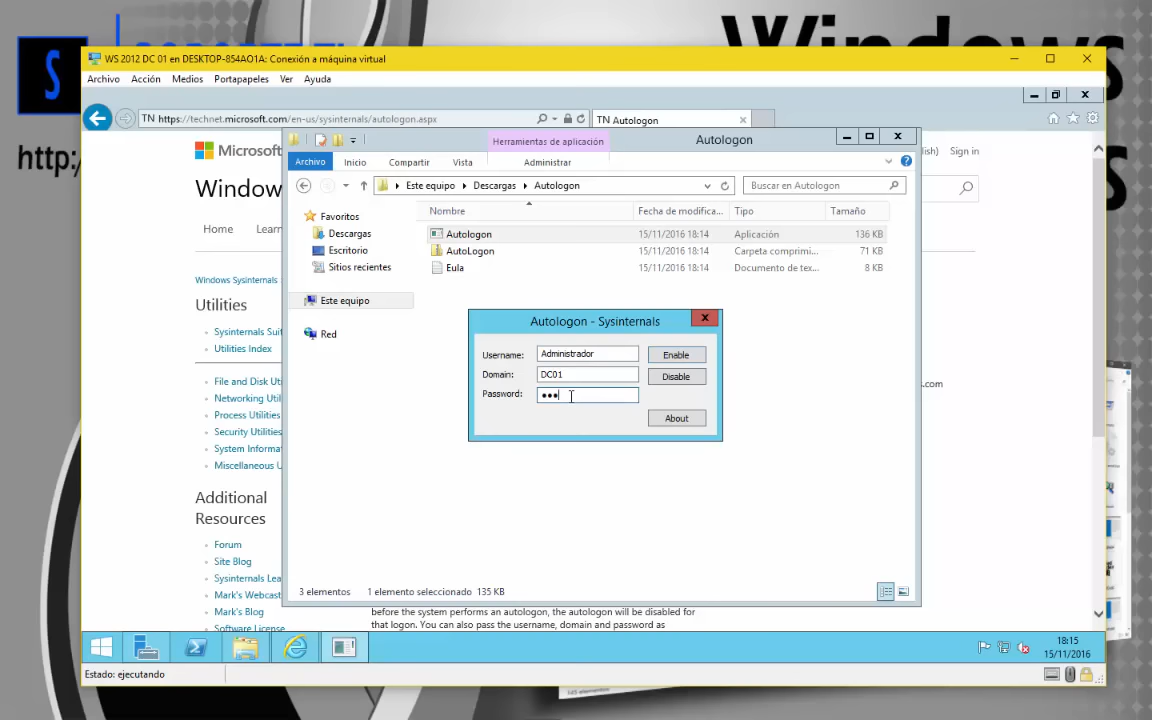 Windows
S
http:/
WS 2012 DC 01 en DESKTOP-854AO1A: Conexión a máquina virtual
Archivo Acción Medios Portapapeles Ver Ayuda
TN https://technet.microsoft.com/en-us/sysinternals/autologon.aspx
TN Autologon
Microsoft
lish) Sign in
Window
Home Lear
Windows Sysinternals
Utilities
Sysinternals Suit
Utilities Index
File and Disk Uti
Networking Util
Process Utilities
Security Utilities
System Informa
Miscellaneous U
Additional
Resources
Forum
Site Blog
Sysinternals Lea
Mark's Webcast
Mark's Blog
Software License
.com
before the system performs an autologon, the autologon will be disabled for
that logon. You can also pass the username, domain and password as
Herramientas de aplicación
Autologon
Archivo Inicio Compartir Vista Administrar
Este equipo Descargas Autologon
Buscar en Autologon
Favoritos
Descargas
Escritorio
Sitios recientes
Este equipo
Red
Nombre Fecha de modifica... Tipo Tamaño
Autologon 15/11/2016 18:14 Aplicación 136 KB
AutoLogon 15/11/2016 18:14 Carpeta comprimi... 71 KB
Eula 15/11/2016 18:14 Documento de tex... 8 KB
Autologon - Sysinternals
Username: Administrador Enable
Domain: DC01 Disable
Password: •••
About
3 elementos 1 elemento seleccionado 135 KB
18:15
15/11/2016
Estado: ejecutando